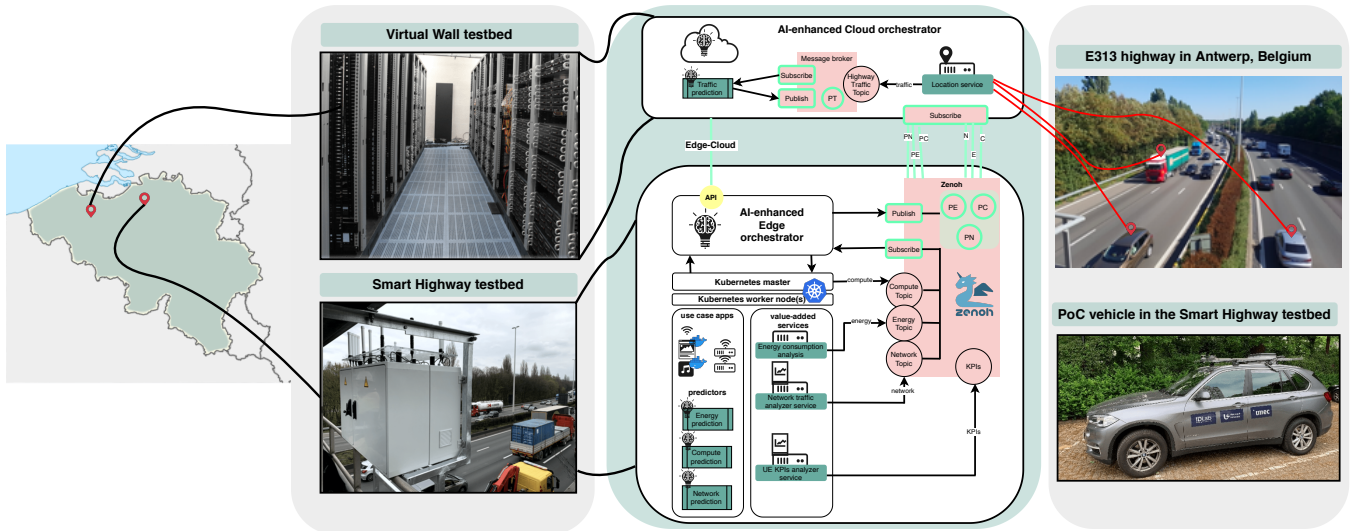 Virtual Wall testbed
Smart Highway testbed
AI-enhanced Cloud orchestrator
Traffic
prediction
Message broker
Subscribe
Publish
PT
Highway
Traffic
Topic
traffic
Location service
Subscribe
Edge-Cloud
PN
PC
PE
N
C
E
API
AI-enhanced
Edge
orchestrator
Zenoh
Publish
PE
PC
PN
Subscribe
Kubernetes master
Kubernetes worker node(s)
compute
Compute
Topic
energy
Energy
Topic
Network
Topic
network
zenoh
KPIs
KPIs
use case apps
predictors
Energy
prediction
Compute
prediction
Network
prediction
value-added
services
Energy consumption
analysis
Network traffic
analyzer service
UE KPIs analyzer
service
E313 highway in Antwerp, Belgium
PoC vehicle in the Smart Highway testbed
IDLab
imec